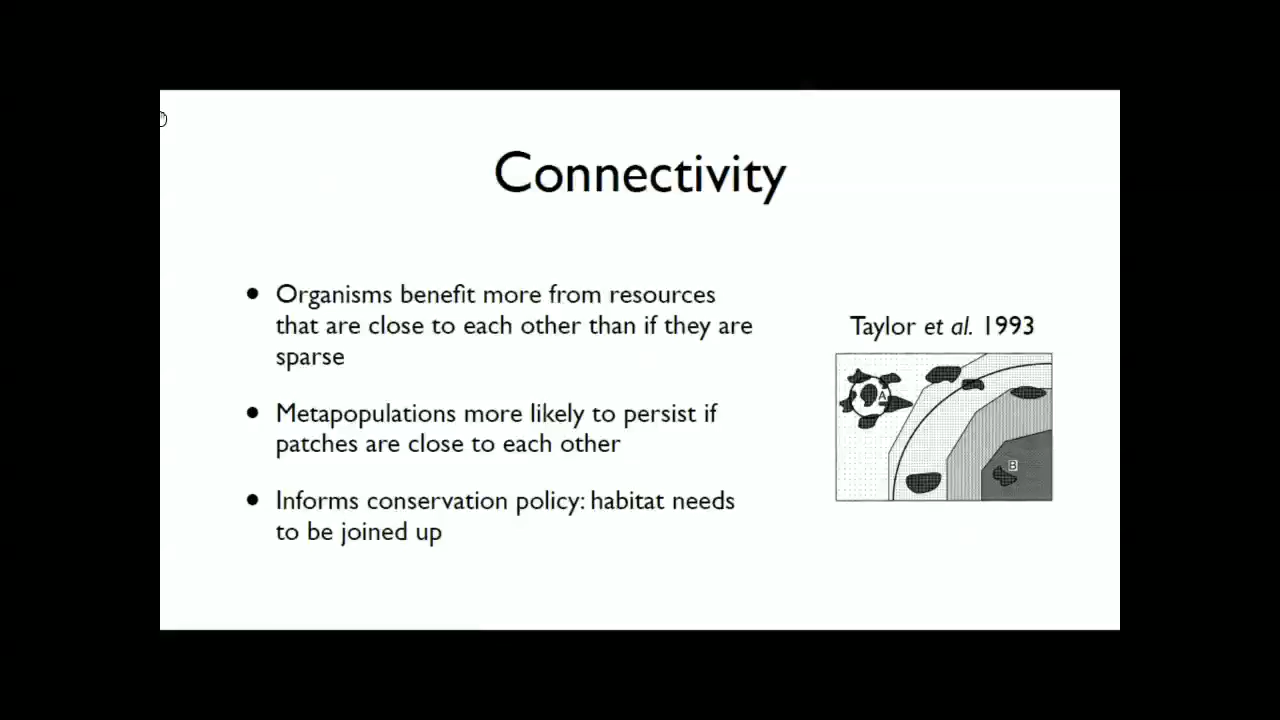 Connectivity
• Organisms benefit more from resources
that are close to each other than if they are
sparse
• Metapopulations more likely to persist if
patches are close to each other
• Informs conservation policy: habitat needs
to be joined up
Taylor et al. 1993
A
B